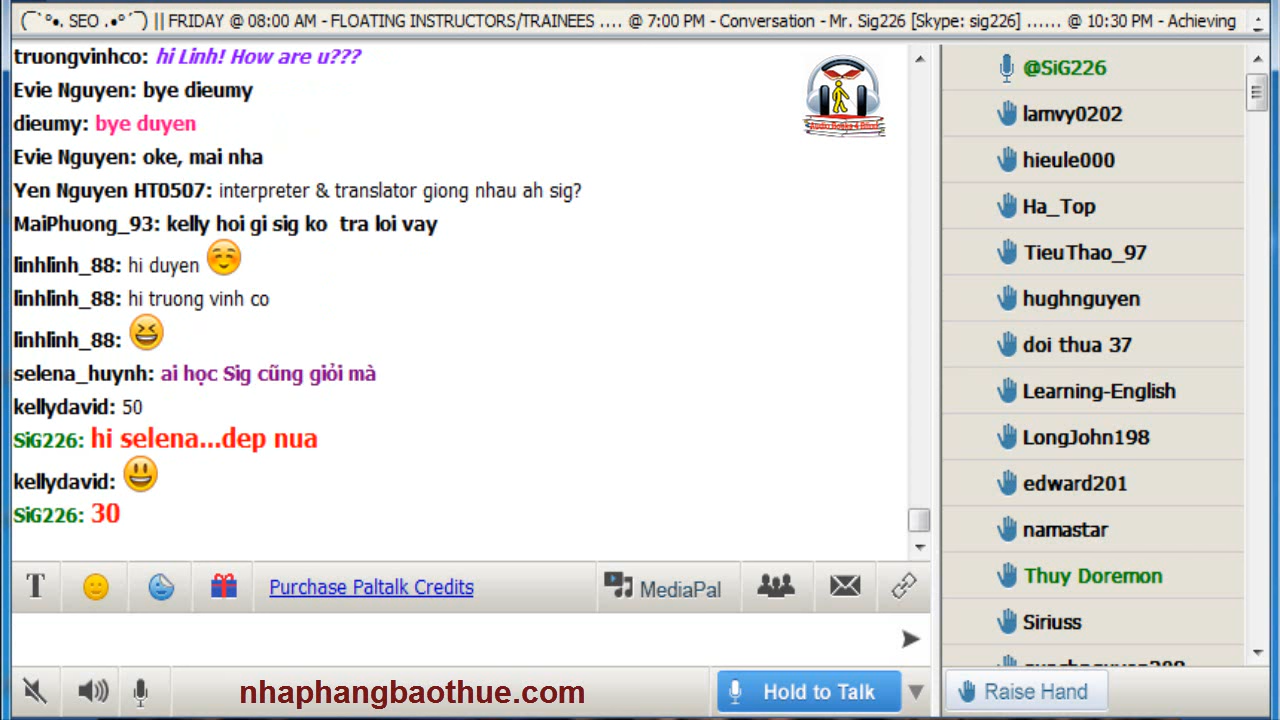 (¯`°•. SEO .•°´¯) || FRIDAY @ 08:00 AM - FLOATING INSTRUCTORS/TRAINEES .... @ 7:00 PM - Conversation - Mr. Sig226 [Skype: sig226] ...... @ 10:30 PM - Achieving
truongvinhco: hi Linh! How are u???
Evie Nguyen: bye dieumy
dieumy: bye duyen
Evie Nguyen: oke, mai nha
Yen Nguyen HT0507: interpreter & translator giong nhau ah sig?
MaiPhuong_93: kelly hoi gi sig ko tra loi vay
linhlinh_88: hi duyen
linhlinh_88: hi truong vinh co
linhlinh_88:
selena_huynh: ai học Sig cũng giỏi mà
kellydavid: 50
SiG226: hi selena...dep nua
kellydavid:
SiG226: 30
@SiG226
lamvy0202
hieule000
Ha_Top
TieuThao_97
hughnguyen
doi thua 37
Learning-English
LongJohn198
edward201
namastar
Thuy Doremon
Siriuss
T
Purchase Paltalk Credits
MediaPal
nhaphangbaothue.com
Hold to Talk
Raise Hand